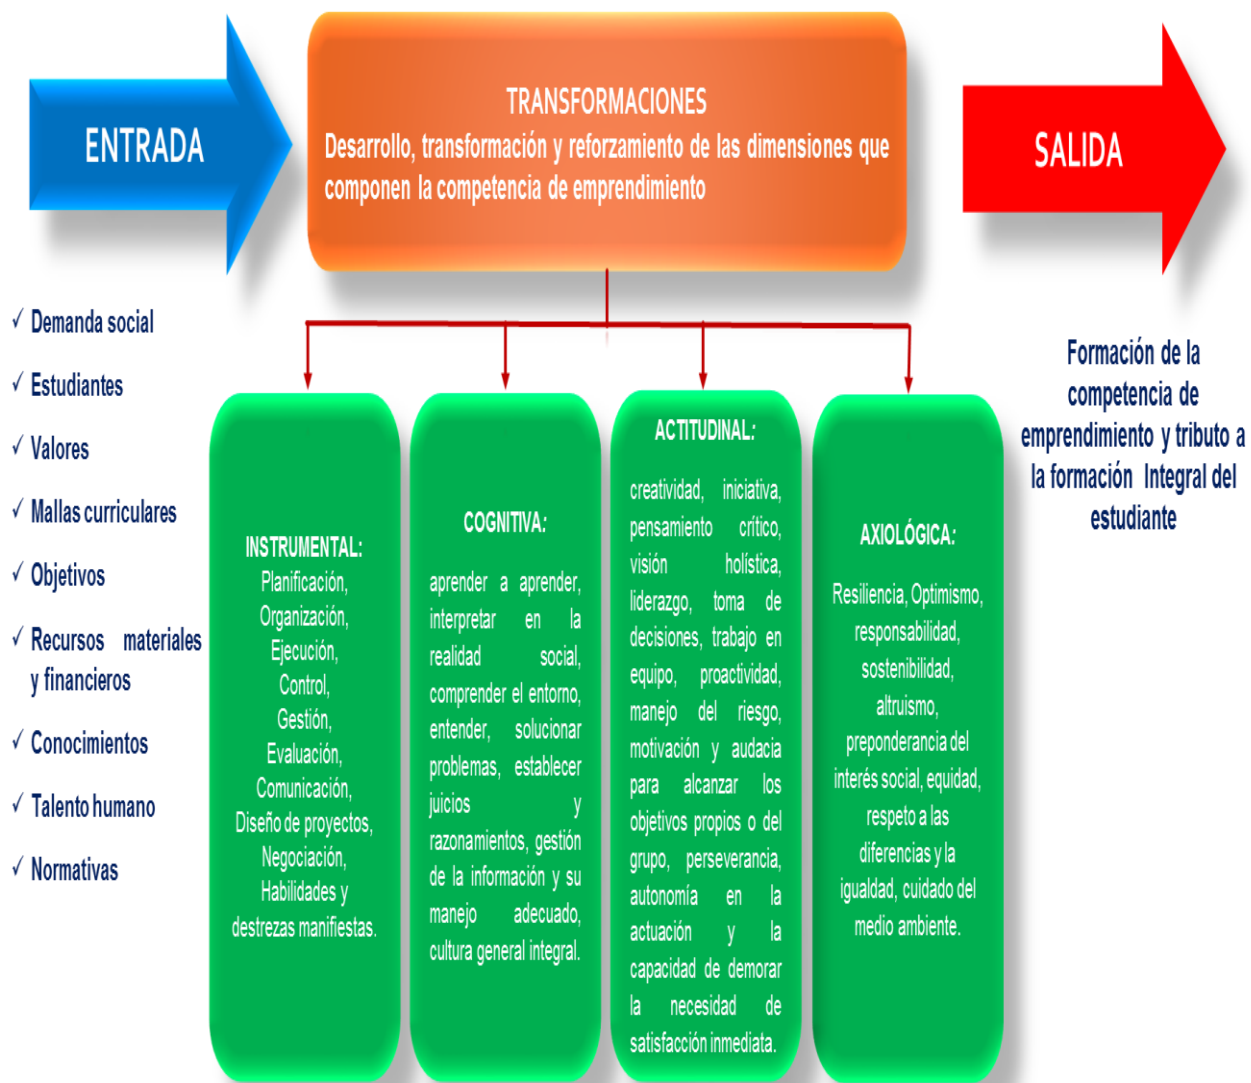 ENTRADA
TRANSFORMACIONES
Desarrollo, transformación y reforzamiento de las dimensiones que
componen la competencia de emprendimiento
SALIDA
✓ Demanda social
✓ Estudiantes
✓ Valores
✓ Mallas curriculares
✓ Objetivos
✓ Recursos materiales
y financieros
✓ Conocimientos
✓ Talento humano
✓ Normativas
INSTRUMENTAL:
Planificación,
Organización,
Ejecución,
Control,
Gestión,
Evaluación,
Comunicación,
Diseño de proyectos,
Negociación,
Habilidades y
destrezas manifiestas.
COGNITIVA:
aprender a aprender,
interpretar en la
realidad social,
comprender el entorno,
entender, solucionar
problemas, establecer
juicios y
razonamientos, gestión
de la información y su
manejo adecuado,
cultura general integral.
ACTITUDINAL:
creatividad, iniciativa,
pensamiento crítico,
visión holística,
liderazgo, toma de
decisiones, trabajo en
equipo, proactividad,
manejo del riesgo,
motivación y audacia
para alcanzar los
objetivos propios o del
grupo, perseverancia,
autonomía en la
actuación y la
capacidad de demorar
la necesidad de
satisfacción inmediata.
AXIOLÓGICA:
Resiliencia, Optimismo,
responsabilidad,
sostenibilidad,
altruismo,
preponderancia del
interés social, equidad,
respeto a las
diferencias y la
igualdad, cuidado del
medio ambiente.
Formación de la
competencia de
emprendimiento y tributo a
la formación Integral del
estudiante